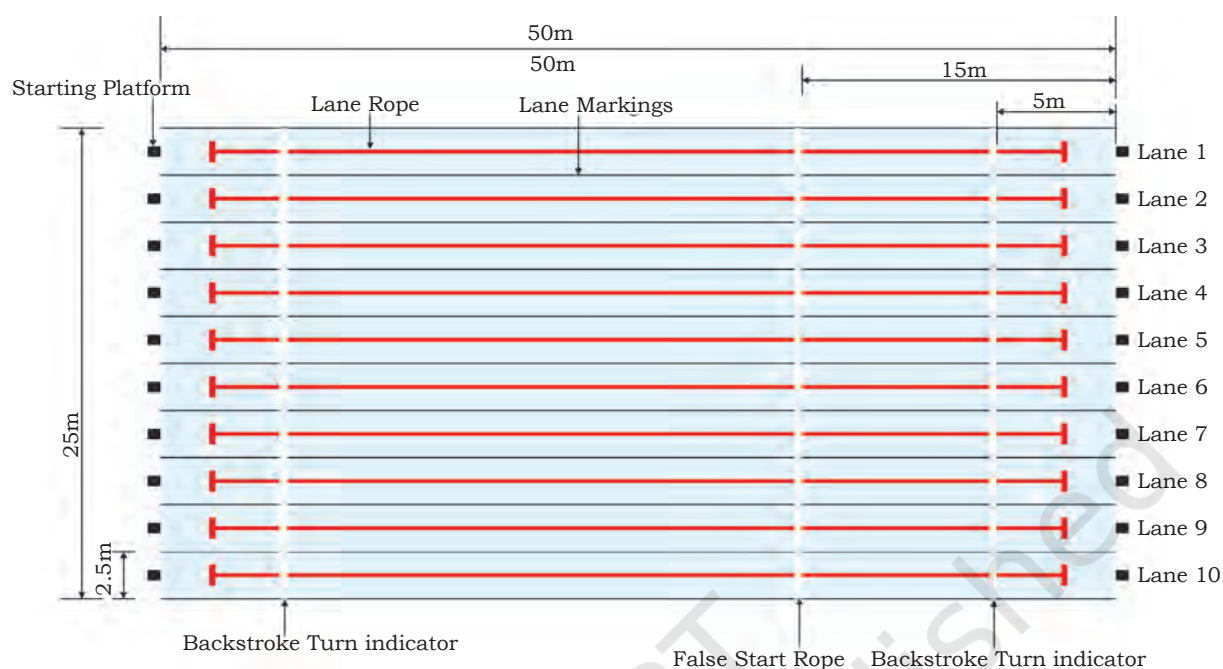 50m
50m
15m
Starting Platform
Lane Rope
Lane Markings
5m
Lane 1
Lane 2
Lane 3
Lane 4
Lane 5
Lane 6
Lane 7
Lane 8
Lane 9
Lane 10
25m
2.5m
Backstroke Turn indicator
False Start Rope
Backstroke Turn indicator